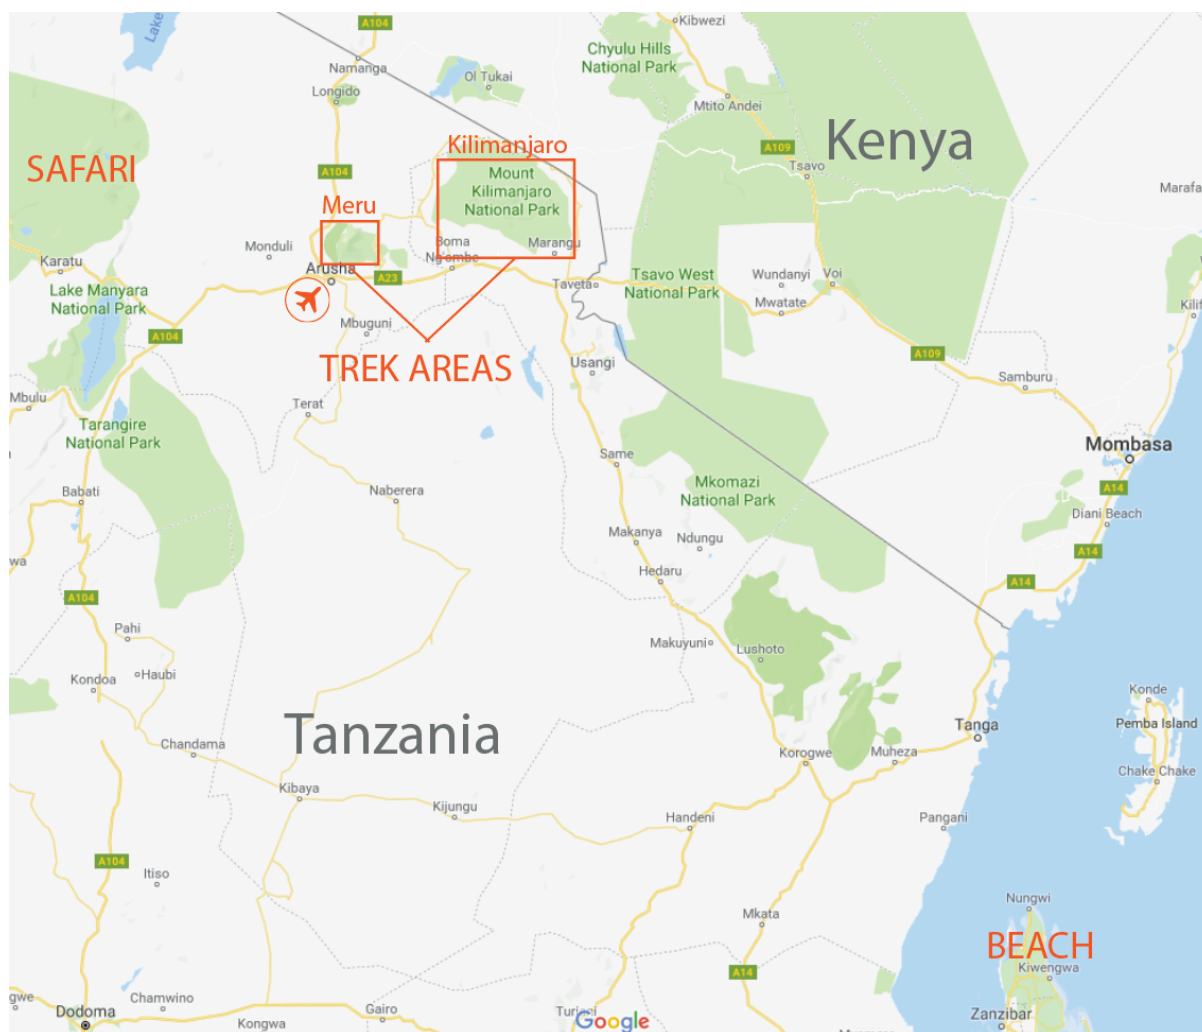 A104
Kibwezi
Lake
Chyulu Hills
National Park
Namanga
Ol Tukai
Longido
Mtito Andei
Kenya
Kilimanjaro
A109
SAFARI
Tsavo
A104
Mount
Kilimanjaro
National Park
Marafa
Meru
Monduli
Boma
Ng'ombe
Marangu
Karatu
Arusha
A23
Tsavo West
National Park
Wundanyi
Voi
Lake Manyara
National Park
Taveta
Mwatate
Kilif
Mbuguni
A104
TREK AREAS
A109
Usangi
Samburu
Mbulu
Terat
Tarangire
National Park
Mombasa
Same
Babati
Naberera
Mkomazi
National Park
A14
Diani Beach
Makanya
Ndungu
wa
A14
Hedaru
A14
A104
Pahi
Makuyuni
Lushoto
Haubi
Kondoa
Konde
Tanzania
Tanga
Pemba Island
Chandama
Korogwe
Muheza
Chake Chake
Kibaya
Kijungu
Handeni
Pangani
A104
Itiso
Nungwi
Mkata
BEACH
A14
Kiwengwa
gwe
Chamwino
Dodoma
Gairo
Turiani
Google
Kongwa
Zanzibar